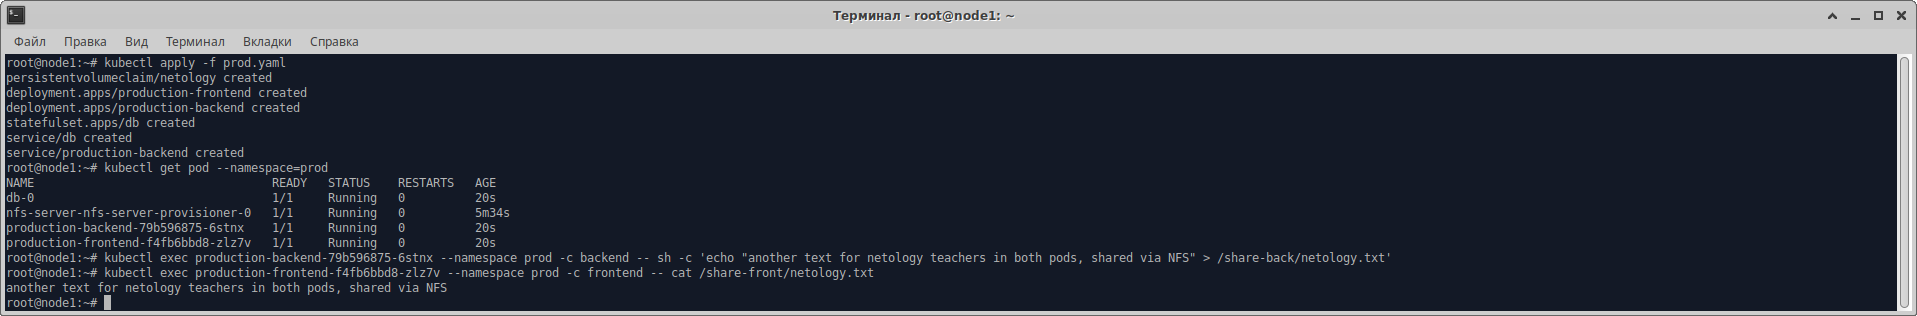 Терминал - root@node1: ~
Файл Правка Вид Терминал Вкладки Справка
root@node1:~# kubectl apply -f prod.yaml
persistentvolumeclaim/netology created
deployment.apps/production-frontend created
deployment.apps/production-backend created
statefulset.apps/db created
service/db created
service/production-backend created
root@node1:~# kubectl get pod --namespace=prod
NAME                                  READY   STATUS    RESTARTS   AGE
db-0                                  1/1     Running   0          20s
nfs-server-nfs-server-provisioner-0   1/1     Running   0          5m34s
production-backend-79b596875-6stnx    1/1     Running   0          20s
production-frontend-f4fb6bbd8-zlz7v   1/1     Running   0          20s
root@node1:~# kubectl exec production-backend-79b596875-6stnx --namespace prod -c backend -- sh -c 'echo "another text for netology teachers in both pods, shared via NFS" > /share-back/netology.txt'
root@node1:~# kubectl exec production-frontend-f4fb6bbd8-zlz7v --namespace prod -c frontend -- cat /share-front/netology.txt
another text for netology teachers in both pods, shared via NFS
root@node1:~#